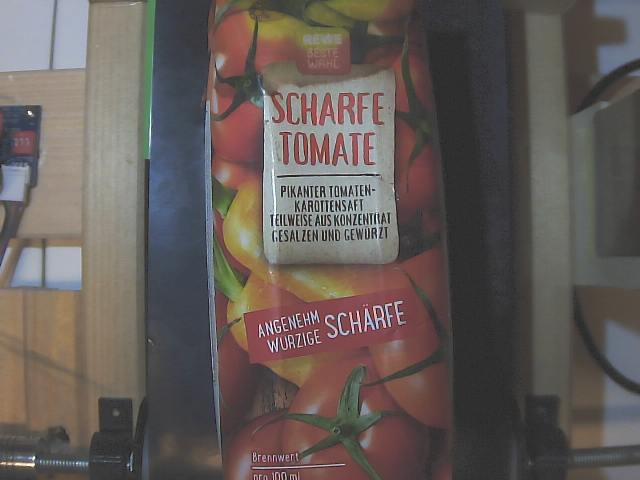 REWE
BESTE
WAHL
SCHARFE
TOMATE
PIKANTER TOMATEN-
KAROTTENSAFT
TEILWEISE AUS KONZENTRAT
GESALZEN UND GEWÜRZT
ANGENEHM
WÜRZIGE SCHÄRFE
Brennwert
pro 100 ml